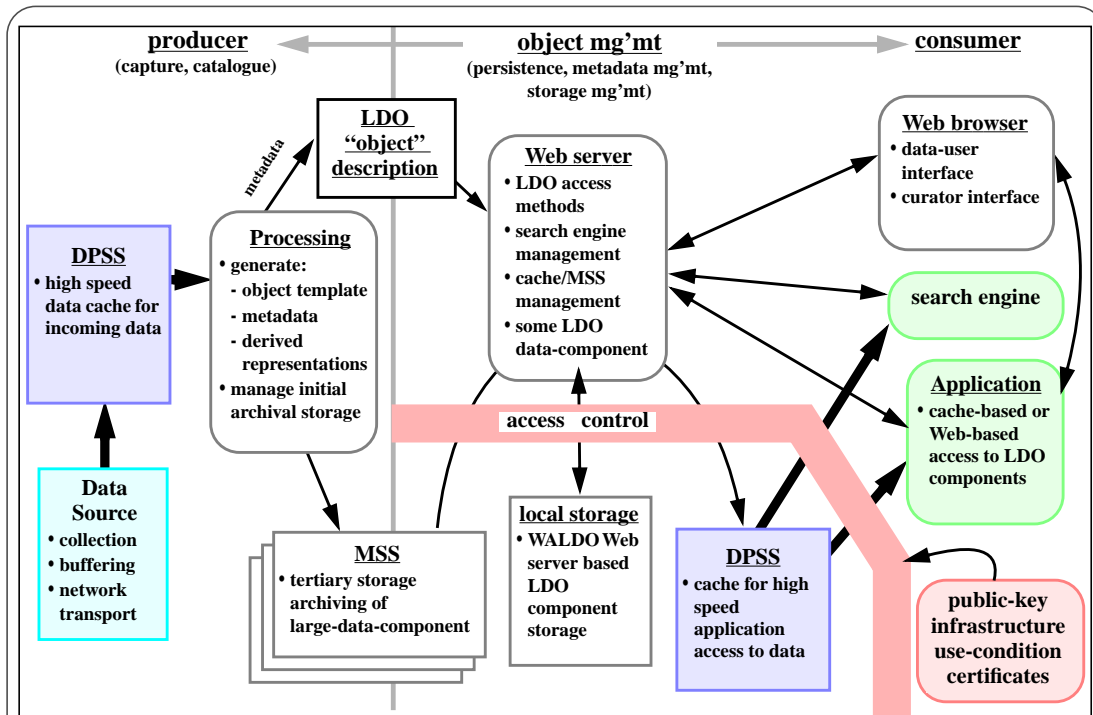 producer
(capture, catalogue)
object mg’mt
(persistence, metadata mg’mt,
storage mg’mt)
consumer
LDO
“object”
description
metadata
Web server
• LDO access
methods
• search engine
management
• cache/MSS
management
• some LDO
data-component
Web browser
• data-user
interface
• curator interface
DPSS
• high speed
data cache for
incoming data
Processing
• generate:
- object template
- metadata
- derived
representations
• manage initial
archival storage
search engine
Application
• cache-based or
Web-based
access to LDO
components
access control
Data
Source
• collection
• buffering
• network
transport
MSS
• tertiary storage
archiving of
large-data-component
local storage
• WALDO Web
server based
LDO
component
storage
DPSS
• cache for high
speed
application
access to data
public-key
infrastructure
use-condition
certificates